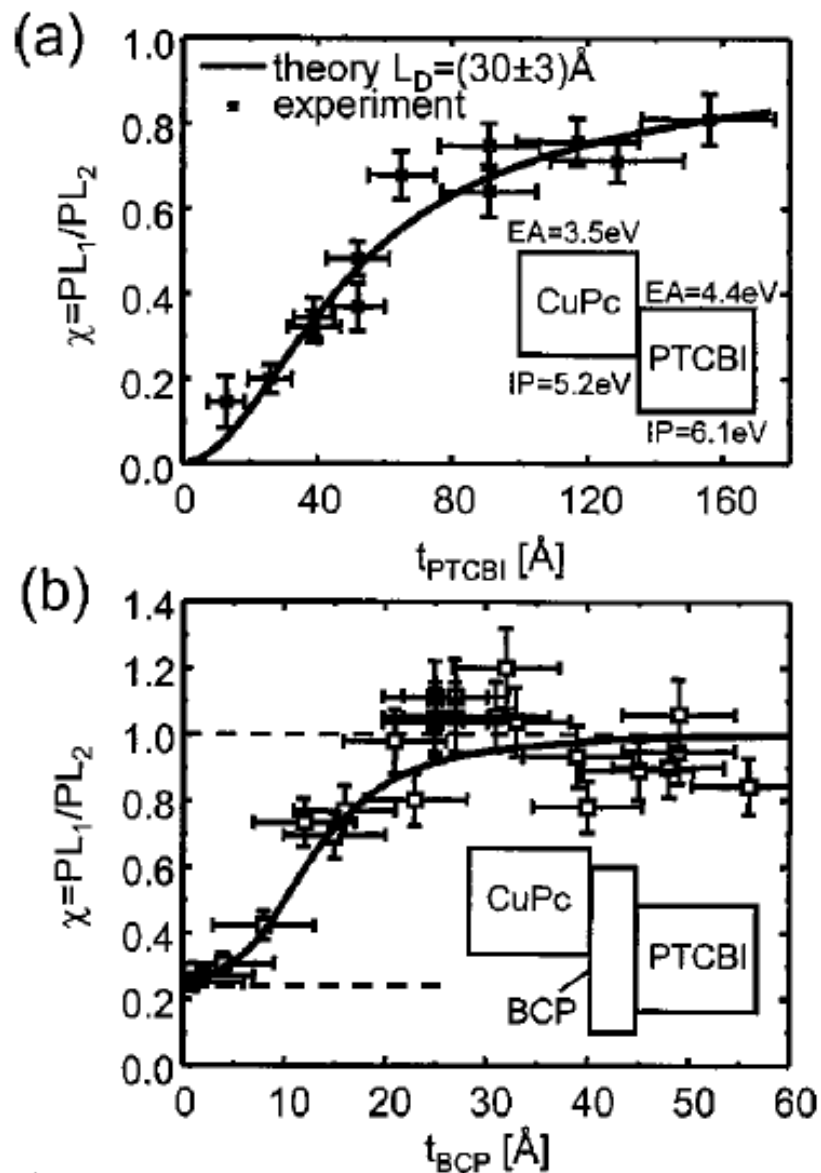 (a)
1.0
0.8
0.6
0.4
0.2
0.0
χ=PL₁/PL₂
theory L_D=(30±3)Å
experiment
EA=3.5eV
CuPc
EA=4.4eV
PTCBI
IP=5.2eV
IP=6.1eV
0 40 80 120 160
t_PTCBI [Å]
(b)
1.4
1.2
1.0
0.8
0.6
0.4
0.2
0.0
χ=PL₁/PL₂
CuPc
PTCBI
BCP
0 10 20 30 40 50 60
t_BCP [Å]